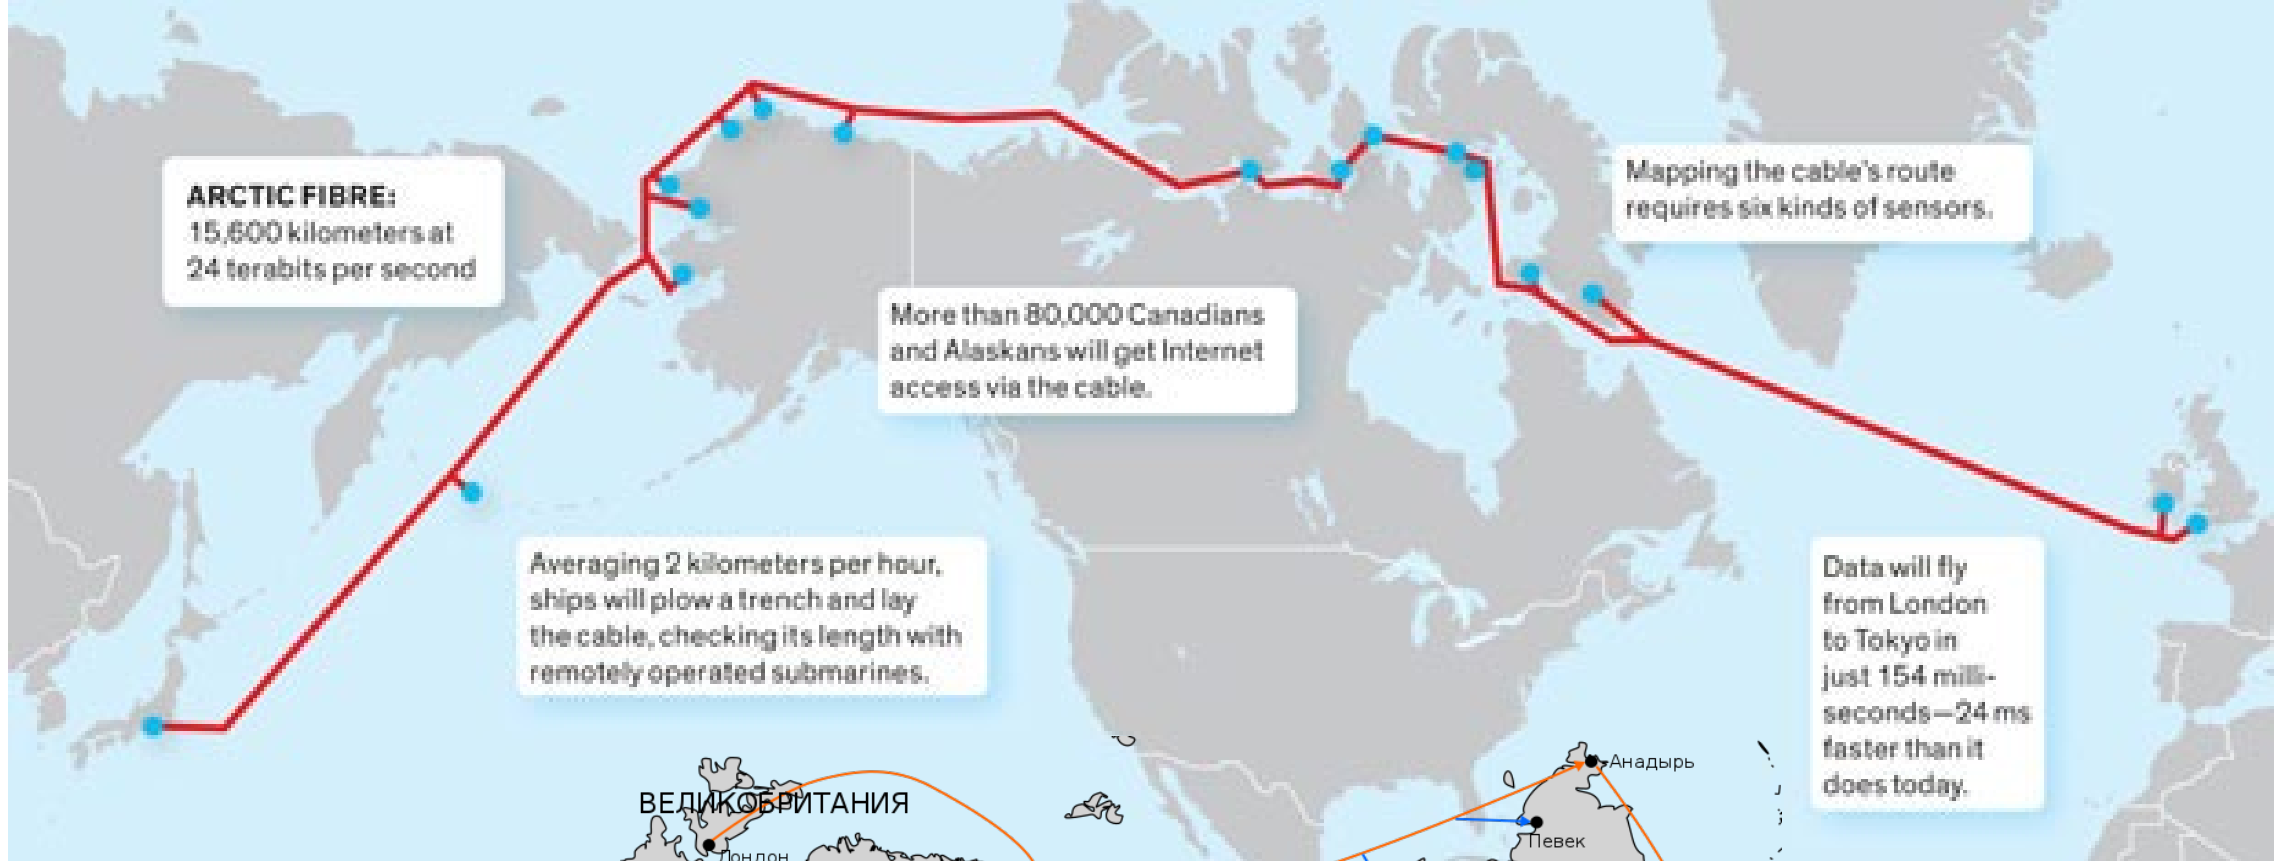 ARCTIC FIBRE:
15,600 kilometers at
24 terabits per second
Mapping the cable's route
requires six kinds of sensors.
More than 80,000 Canadians
and Alaskans will get Internet
access via the cable.
Averaging 2 kilometers per hour,
ships will plow a trench and lay
the cable, checking its length with
remotely operated submarines.
Data will fly
from London
to Tokyo in
just 154 milli-
seconds—24 ms
faster than it
does today.
Анадырь
ВЕЛИКОБРИТАНИЯ
Певек
Лондон